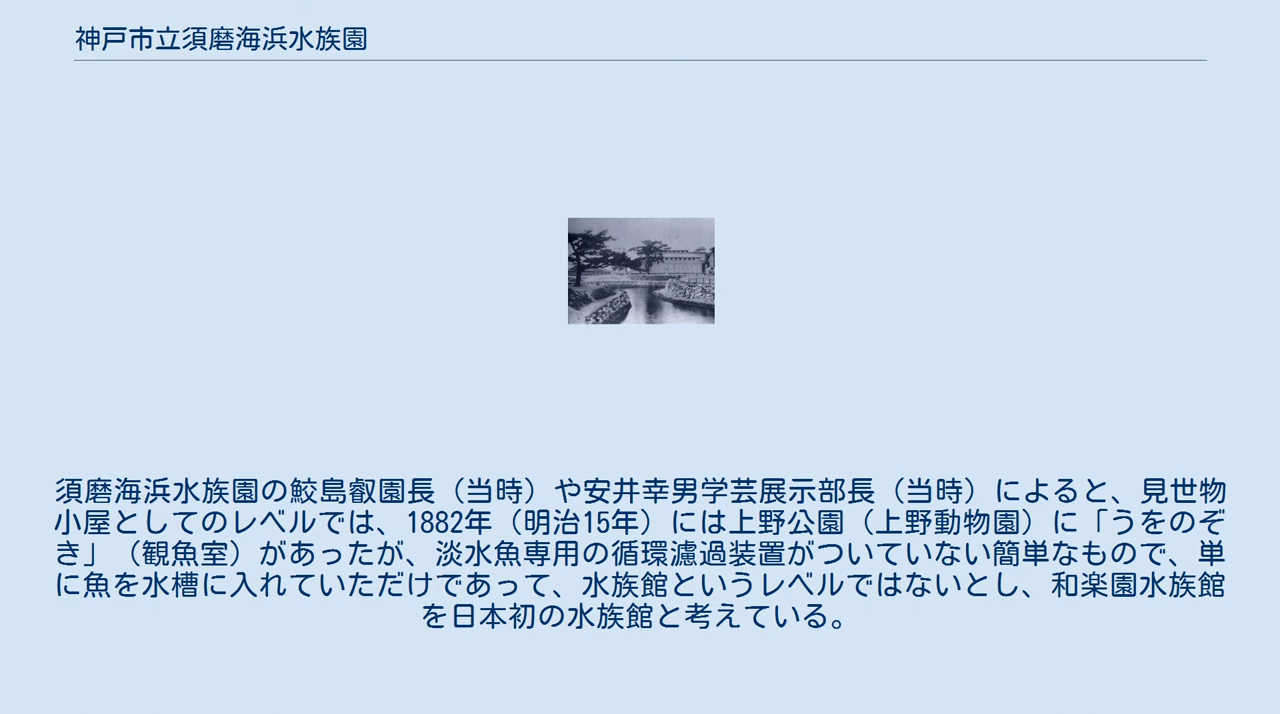 神戸市立須磨海浜水族園
須磨海浜水族園の鮫島叡園長（当時）や安井幸男学芸展示部長（当時）によると、見世物
小屋としてのレベルでは、1882年（明治15年）には上野公園（上野動物園）に「うをのぞ
き」（観魚室）があったが、淡水魚専用の循環濾過装置がついていない簡単なもので、単
に魚を水槽に入れていただけであって、水族館というレベルではないとし、和楽園水族館
を日本初の水族館と考えている。